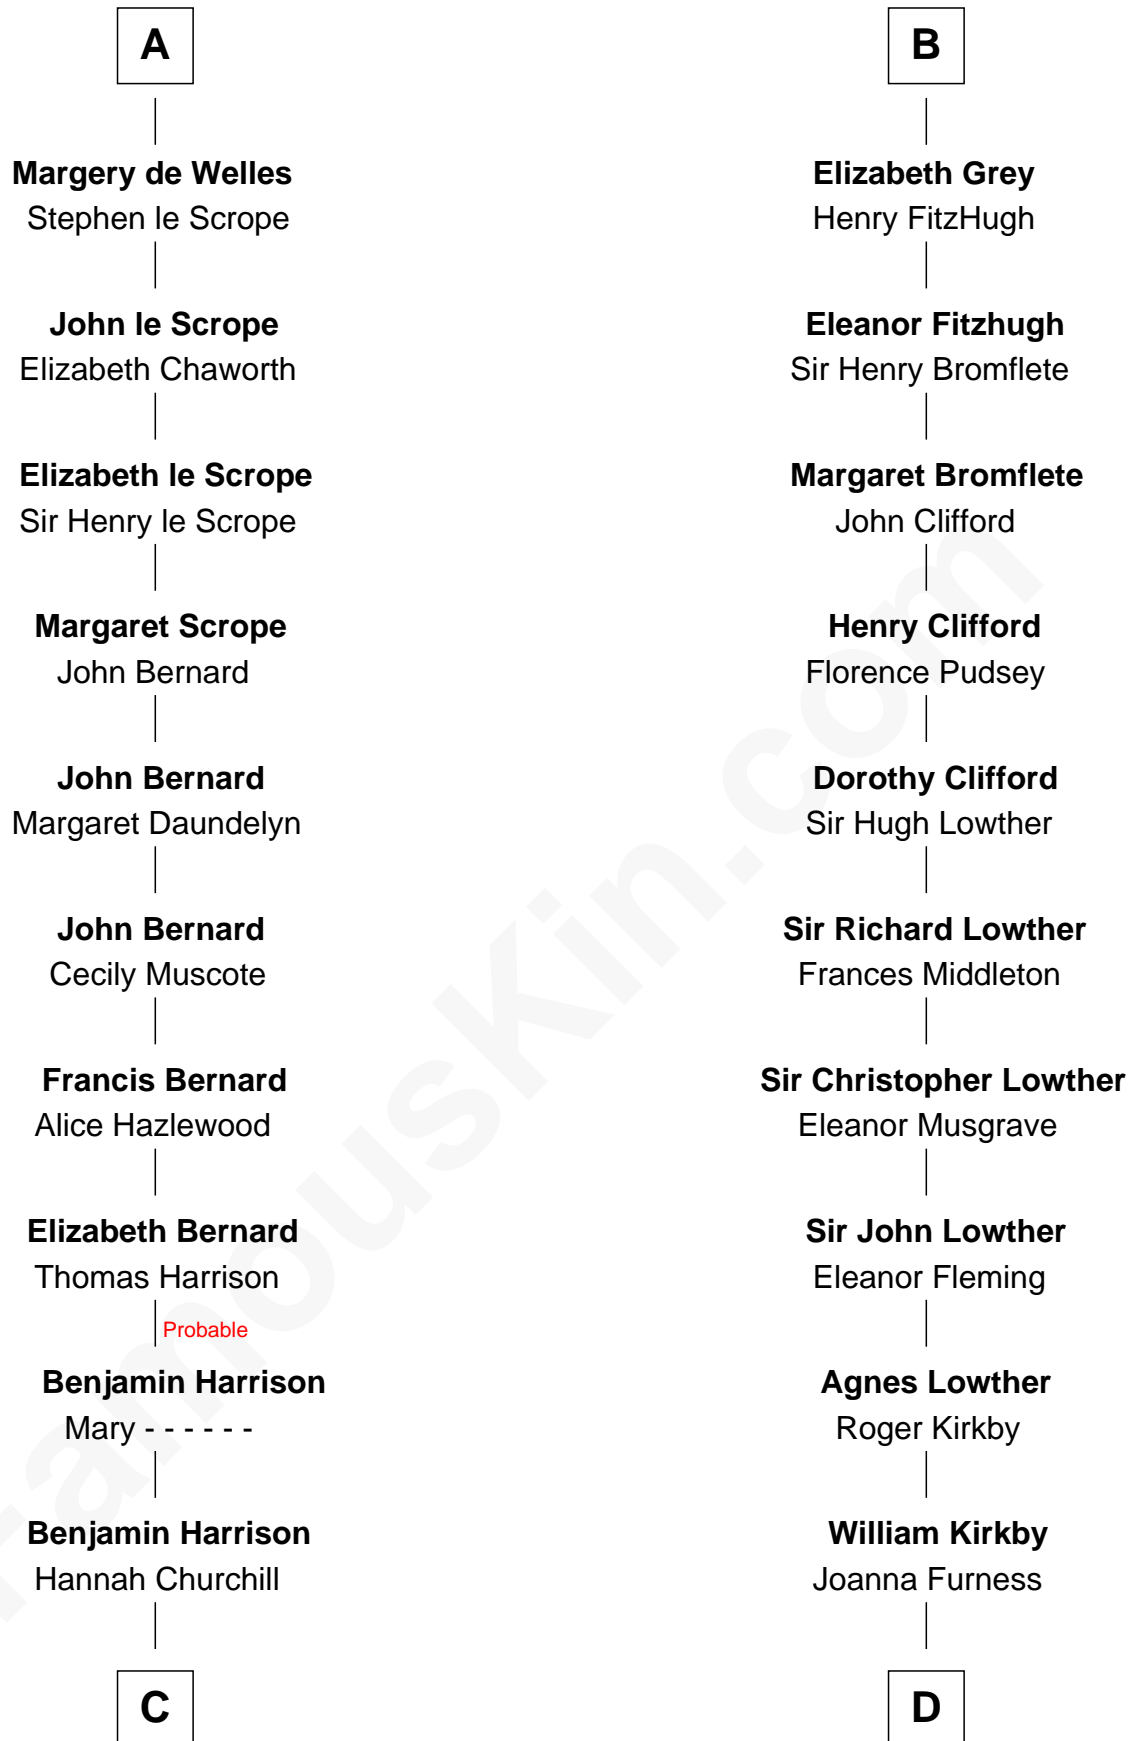 A
Margery de Welles
Stephen le Scrope
John le Scrope
Elizabeth Chaworth
Elizabeth le Scrope
Sir Henry le Scrope
Margaret Scrope
John Bernard
John Bernard
Margaret Daundelyn
John Bernard
Cecily Muscote
Francis Bernard
Alice Hazlewood
Elizabeth Bernard
Thomas Harrison
Probable
Benjamin Harrison
Mary - - - - - -
Benjamin Harrison
Hannah Churchill
C
B
Elizabeth Grey
Henry FitzHugh
Eleanor Fitzhugh
Sir Henry Bromflete
Margaret Bromflete
John Clifford
Henry Clifford
Florence Pudsey
Dorothy Clifford
Sir Hugh Lowther
Sir Richard Lowther
Frances Middleton
Sir Christopher Lowther
Eleanor Musgrave
Sir John Lowther
Eleanor Fleming
Agnes Lowther
Roger Kirkby
William Kirkby
Joanna Furness
D
FamousKin.com